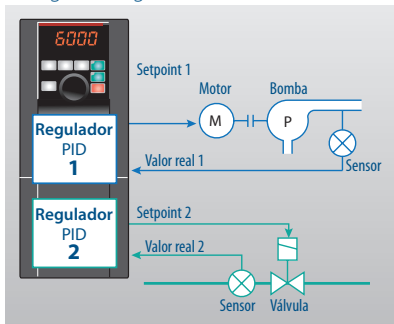 6000
Setpoint 1
Motor
Bomba
M
P
Regulador
PID
1
Valor real 1
Sensor
Regulador
PID
2
Setpoint 2
Valor real 2
Sensor
Válvula